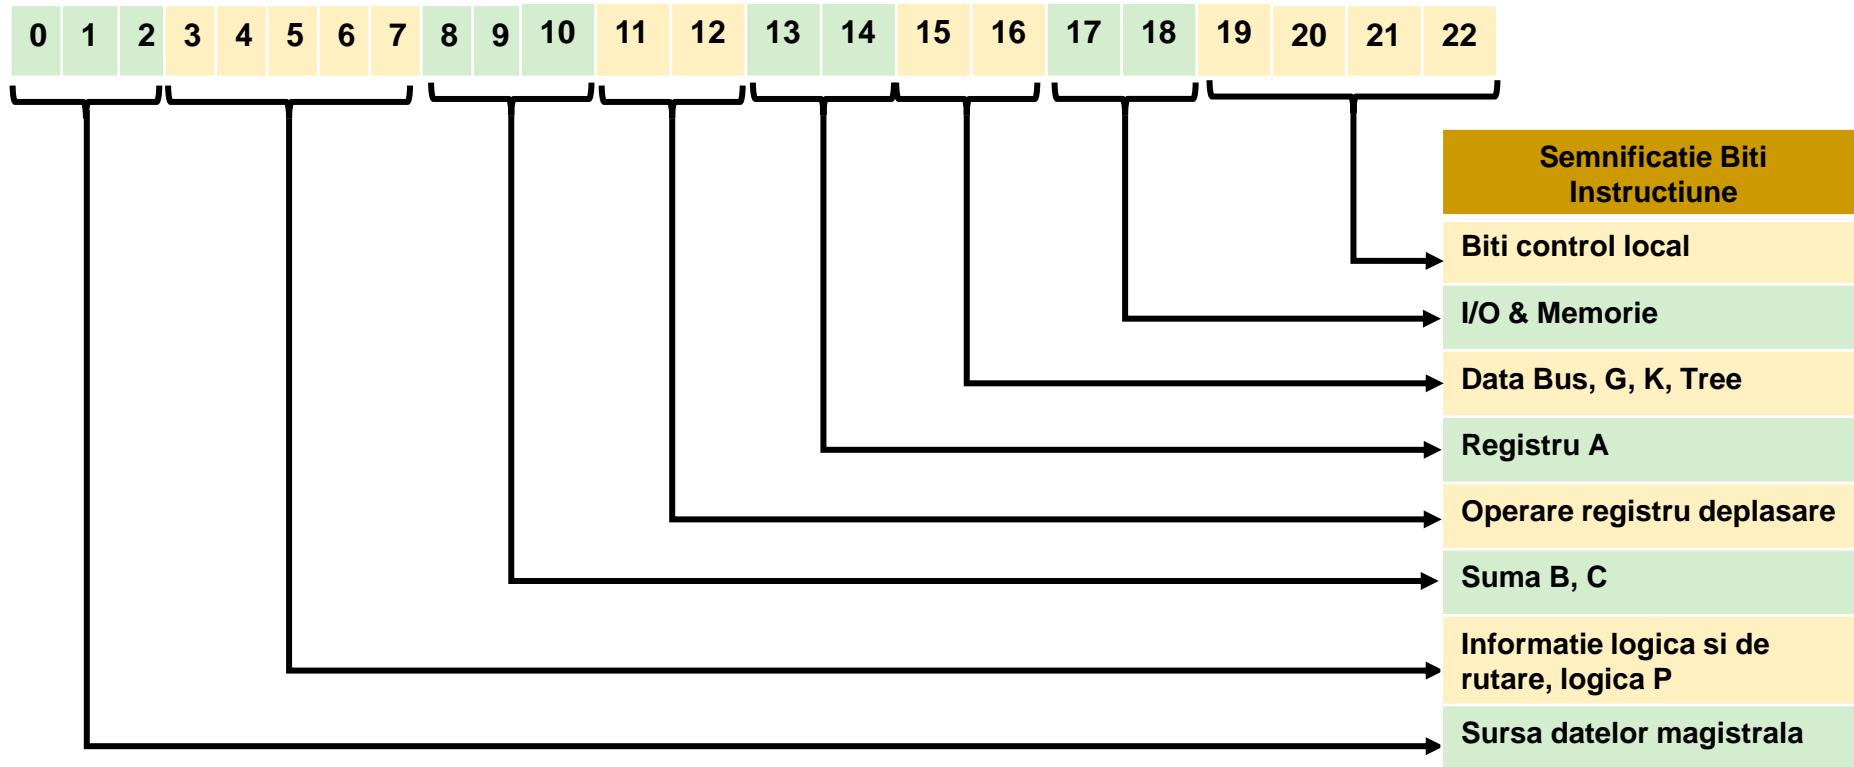 0 1 2 3 4 5 6 7 8 9 10 11 12 13 14 15 16 17 18 19 20 21 22
Semnificatie Biti
Instructiune
Biti control local
I/O & Memorie
Data Bus, G, K, Tree
Registru A
Operare registru deplasare
Suma B, C
Informatie logica si de
rutare, logica P
Sursa datelor magistrala